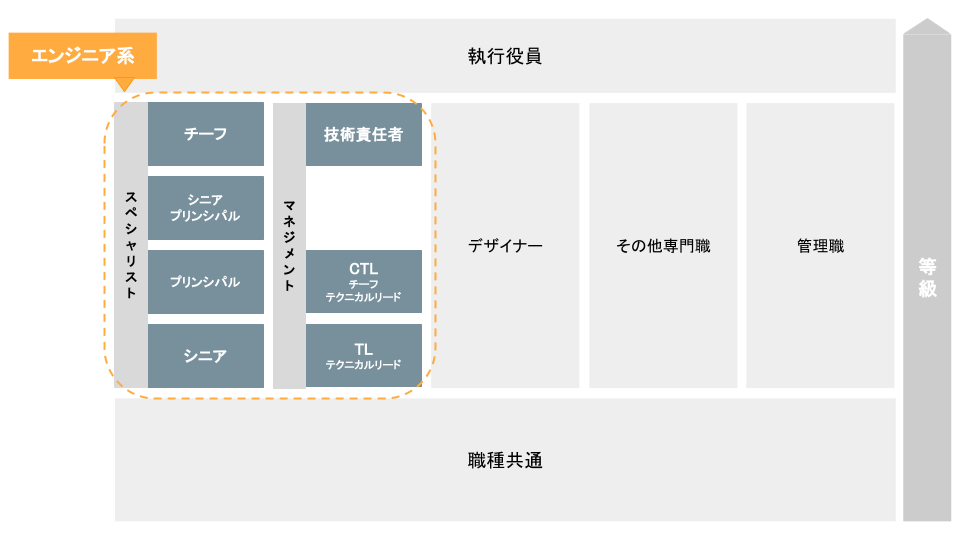 エンジニア系
執行役員
スペシャリスト
チーフ
シニア
プリンシパル
プリンシパル
シニア
マネジメント
技術責任者
CTL
チーフ
テクニカルリード
TL
テクニカルリード
デザイナー
その他専門職
管理職
等級
職種共通